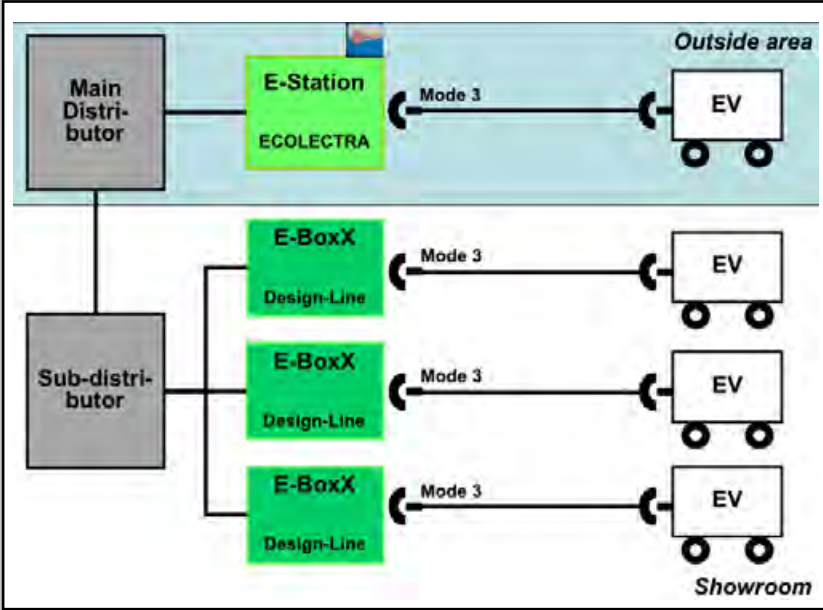 Outside area
Main
Distri-
butor
E-Station
ECOLECTRA
Mode 3
EV
E-BoxX
Design-Line
Mode 3
EV
Sub-distri-
butor
E-BoxX
Design-Line
Mode 3
EV
E-BoxX
Design-Line
Mode 3
EV
Showroom